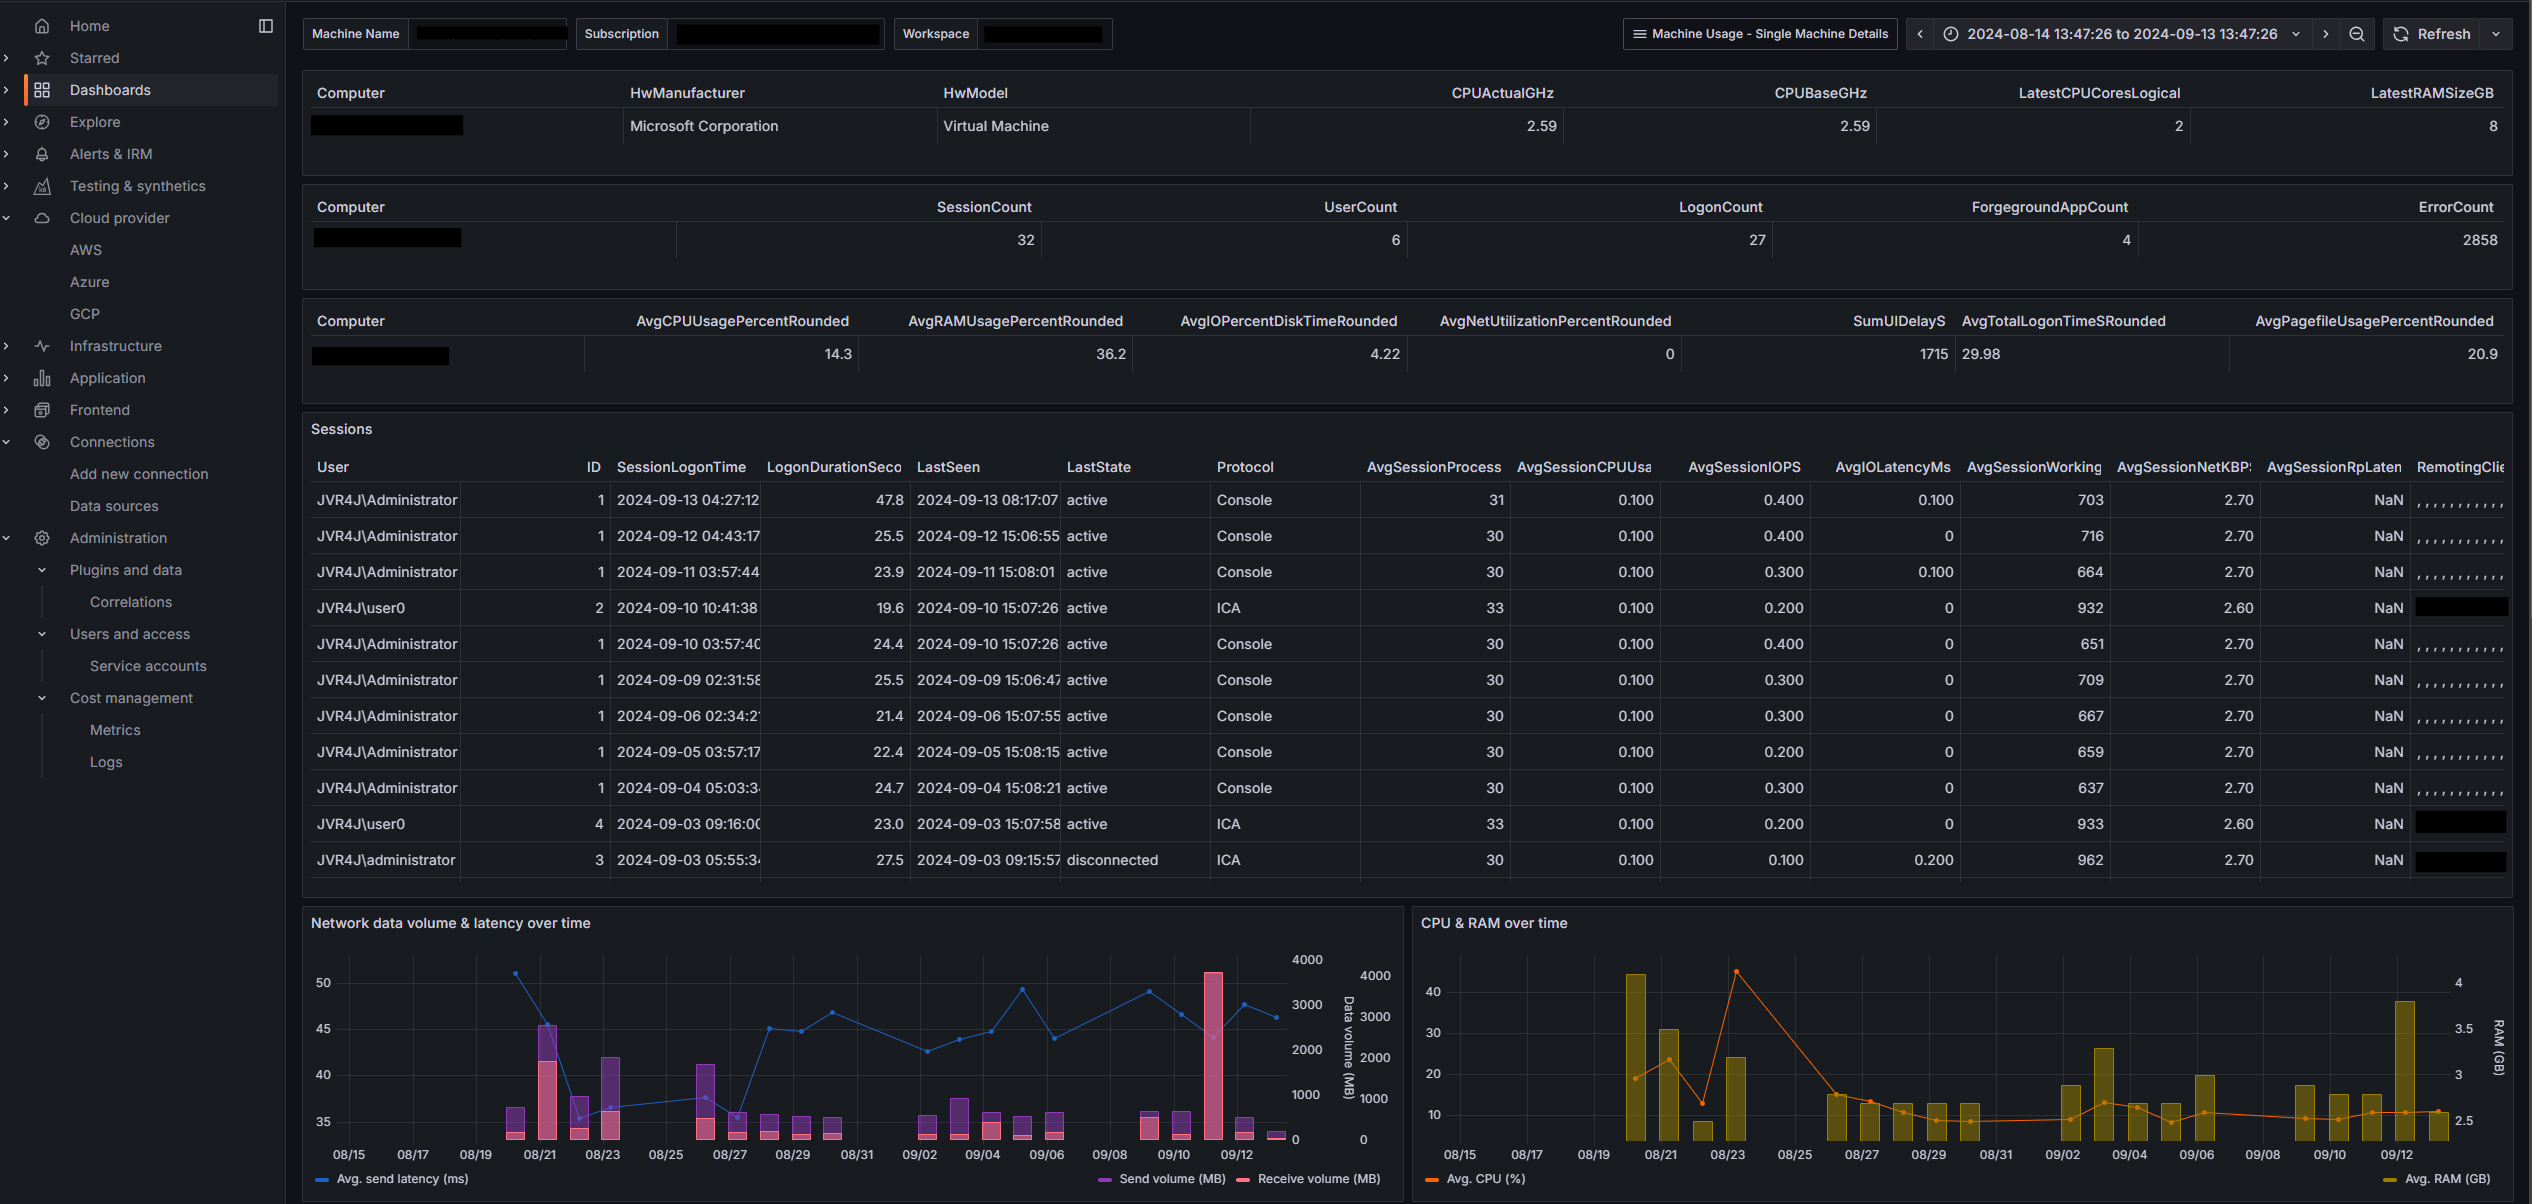 Home
Starred
Dashboards
Explore
Alerts & IRM
Testing & synthetics
Cloud provider
AWS
Azure
GCP
Infrastructure
Application
Frontend
Connections
Add new connection
Data sources
Administration
Plugins and data
Correlations
Users and access
Service accounts
Cost management
Metrics
Logs
Machine Name Subscription Workspace Machine Usage - Single Machine Details 2024-08-14 13:47:26 to 2024-09-13 13:47:26 Refresh
Computer HwManufacturer HwModel CPUActualGHz CPUBaseGHz LatestCPUCoresLogical LatestRAMSizeGB
Microsoft Corporation Virtual Machine 2.59 2.59 2 8
Computer SessionCount UserCount LogonCount ForgegroundAppCount ErrorCount
32 6 27 4 2858
Computer AvgCPUUsagePercentRounded AvgRAMUsagePercentRounded AvgIOPercentDiskTimeRounded AvgNetUtilizationPercentRounded SumUIDelayS AvgTotalLogonTimeSRounded AvgPagefileUsagePercentRounded
14.3 36.2 4.22 0 1715 29.98 20.9
Sessions
User ID SessionLogonTime LogonDurationSeco LastSeen LastState Protocol AvgSessionProcess AvgSessionCPUUsa AvgSessionIOPS AvgIOLatencyMs AvgSessionWorking AvgSessionNetKBP AvgSessionRpLaten RemotingClie
JVR4J\Administrator 1 2024-09-13 04:27:12 47.8 2024-09-13 08:17:07 active Console 31 0.100 0.400 0.100 703 2.70 NaN , , , , , , , , , , ,
JVR4J\Administrator 1 2024-09-12 04:43:17 25.5 2024-09-12 15:06:55 active Console 30 0.100 0.400 0 716 2.70 NaN , , , , , , , , , , ,
JVR4J\Administrator 1 2024-09-11 03:57:44 23.9 2024-09-11 15:08:01 active Console 30 0.100 0.300 0.100 664 2.70 NaN , , , , , , , , , , ,
JVR4J\user0 2 2024-09-10 10:41:38 19.6 2024-09-10 15:07:26 active ICA 33 0.100 0.200 0 932 2.60 NaN
JVR4J\Administrator 1 2024-09-10 03:57:40 24.4 2024-09-10 15:07:26 active Console 30 0.100 0.400 0 651 2.70 NaN , , , , , , , , , , ,
JVR4J\Administrator 1 2024-09-09 02:31:58 25.5 2024-09-09 15:06:47 active Console 30 0.100 0.300 0 709 2.70 NaN , , , , , , , , , , ,
JVR4J\Administrator 1 2024-09-06 02:34:21 21.4 2024-09-06 15:07:55 active Console 30 0.100 0.300 0 667 2.70 NaN , , , , , , , , , , ,
JVR4J\Administrator 1 2024-09-05 03:57:17 22.4 2024-09-05 15:08:15 active Console 30 0.100 0.200 0 659 2.70 NaN , , , , , , , , , , ,
JVR4J\Administrator 1 2024-09-04 05:03:34 24.7 2024-09-04 15:08:21 active Console 30 0.100 0.300 0 637 2.70 NaN , , , , , , , , , , ,
JVR4J\user0 4 2024-09-03 09:16:00 23.0 2024-09-03 15:07:58 active ICA 33 0.100 0.200 0 933 2.60 NaN
JVR4J\administrator 3 2024-09-03 05:55:34 27.5 2024-09-03 09:15:57 disconnected ICA 30 0.100 0.100 0.200 962 2.70 NaN
Network data volume & latency over time
50
45
40
35
4000
3000
2000
1000
0
Data volume (MB)
4000
3000
2000
1000
0
08/15 08/17 08/19 08/21 08/23 08/25 08/27 08/29 08/31 09/02 09/04 09/06 09/08 09/10 09/12
Avg. send latency (ms) Send volume (MB) Receive volume (MB)
CPU & RAM over time
40
30
20
10
4
3.5
3
2.5
RAM (GB)
08/15 08/17 08/19 08/21 08/23 08/25 08/27 08/29 08/31 09/02 09/04 09/06 09/08 09/10 09/12
Avg. CPU (%) Avg. RAM (GB)